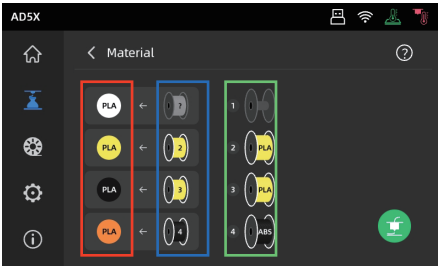 AD5X
Material
PLA ← ? 1
PLA ← 2 2 PLA
PLA ← 3 3 PLA
PLA ← 4 4 ABS